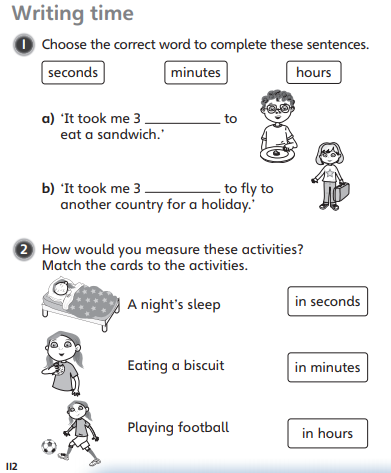 Writing time
1 Choose the correct word to complete these sentences.
seconds minutes hours
a) ‘It took me 3 ____________ to
eat a sandwich.’
b) ‘It took me 3 ____________ to fly to
another country for a holiday.’
2 How would you measure these activities?
Match the cards to the activities.
A night’s sleep in seconds
Eating a biscuit in minutes
Playing football in hours
112